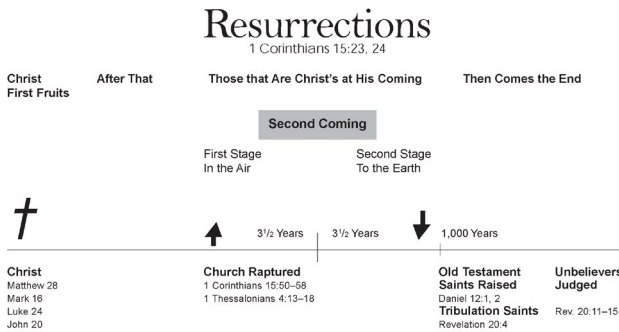 Resurrections
1 Corinthians 15:23, 24
Christ After That Those that Are Christ's at His Coming Then Comes the End
First Fruits
Second Coming
First Stage Second Stage
In the Air To the Earth
3½ Years 3½ Years 1,000 Years
Christ
Matthew 28
Mark 16
Luke 24
John 20
Church Raptured
1 Corinthians 15:50–58
1 Thessalonians 4:13–18
Old Testament
Saints Raised
Daniel 12:1, 2
Tribulation Saints
Revelation 20:4
Unbelievers
Judged
Rev. 20:11–15